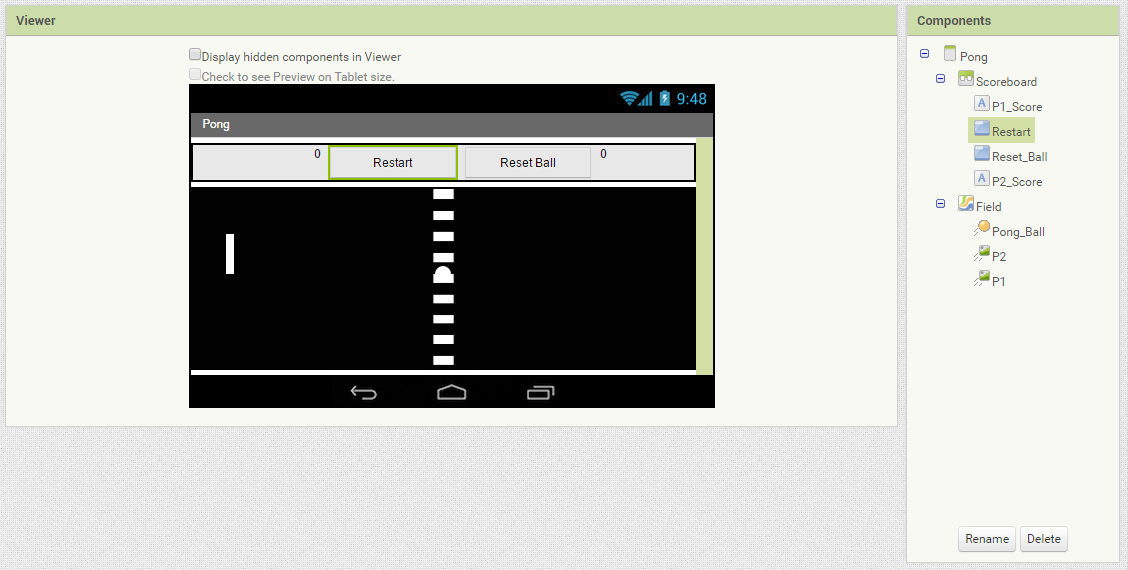 Viewer
Display hidden components in Viewer
Check to see Preview on Tablet size.
9:48
Pong
0 Restart Reset Ball 0
Components
Pong
Scoreboard
A P1_Score
Restart
Reset_Ball
A P2_Score
Field
Pong_Ball
P2
P1
Rename Delete